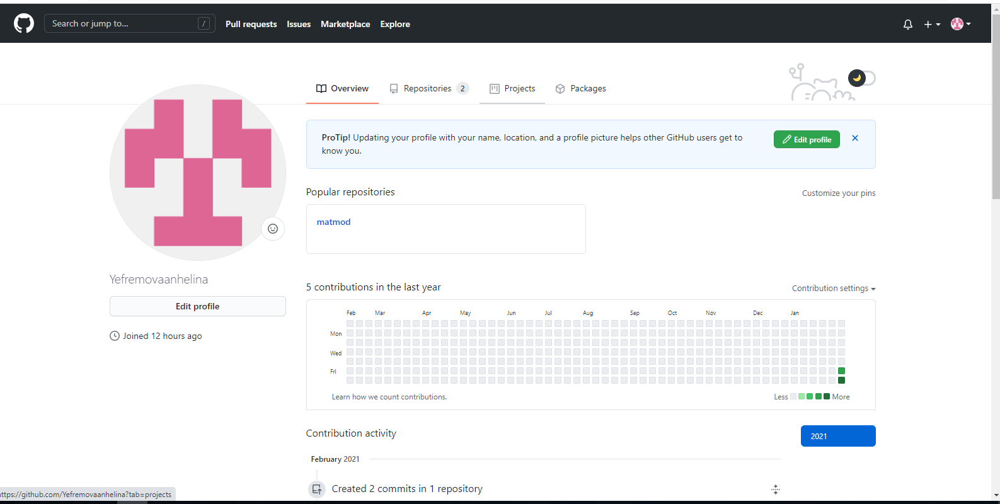 Search or jump to... /
Pull requests
Issues
Marketplace
Explore
Overview
Repositories 2
Projects
Packages
ProTip! Updating your profile with your name, location, and a profile picture helps other GitHub users get to
know you.
Edit profile
Popular repositories
Customize your pins
matmod
Yefremovaanhelina
Edit profile
Joined 12 hours ago
5 contributions in the last year
Contribution settings
Feb Mar Apr May Jun Jul Aug Sep Oct Nov Dec Jan
Mon
Wed
Fri
Learn how we count contributions.
Less More
Contribution activity
2021
February 2021
Created 2 commits in 1 repository
https://github.com/Yefremovaanhelina?tab=projects